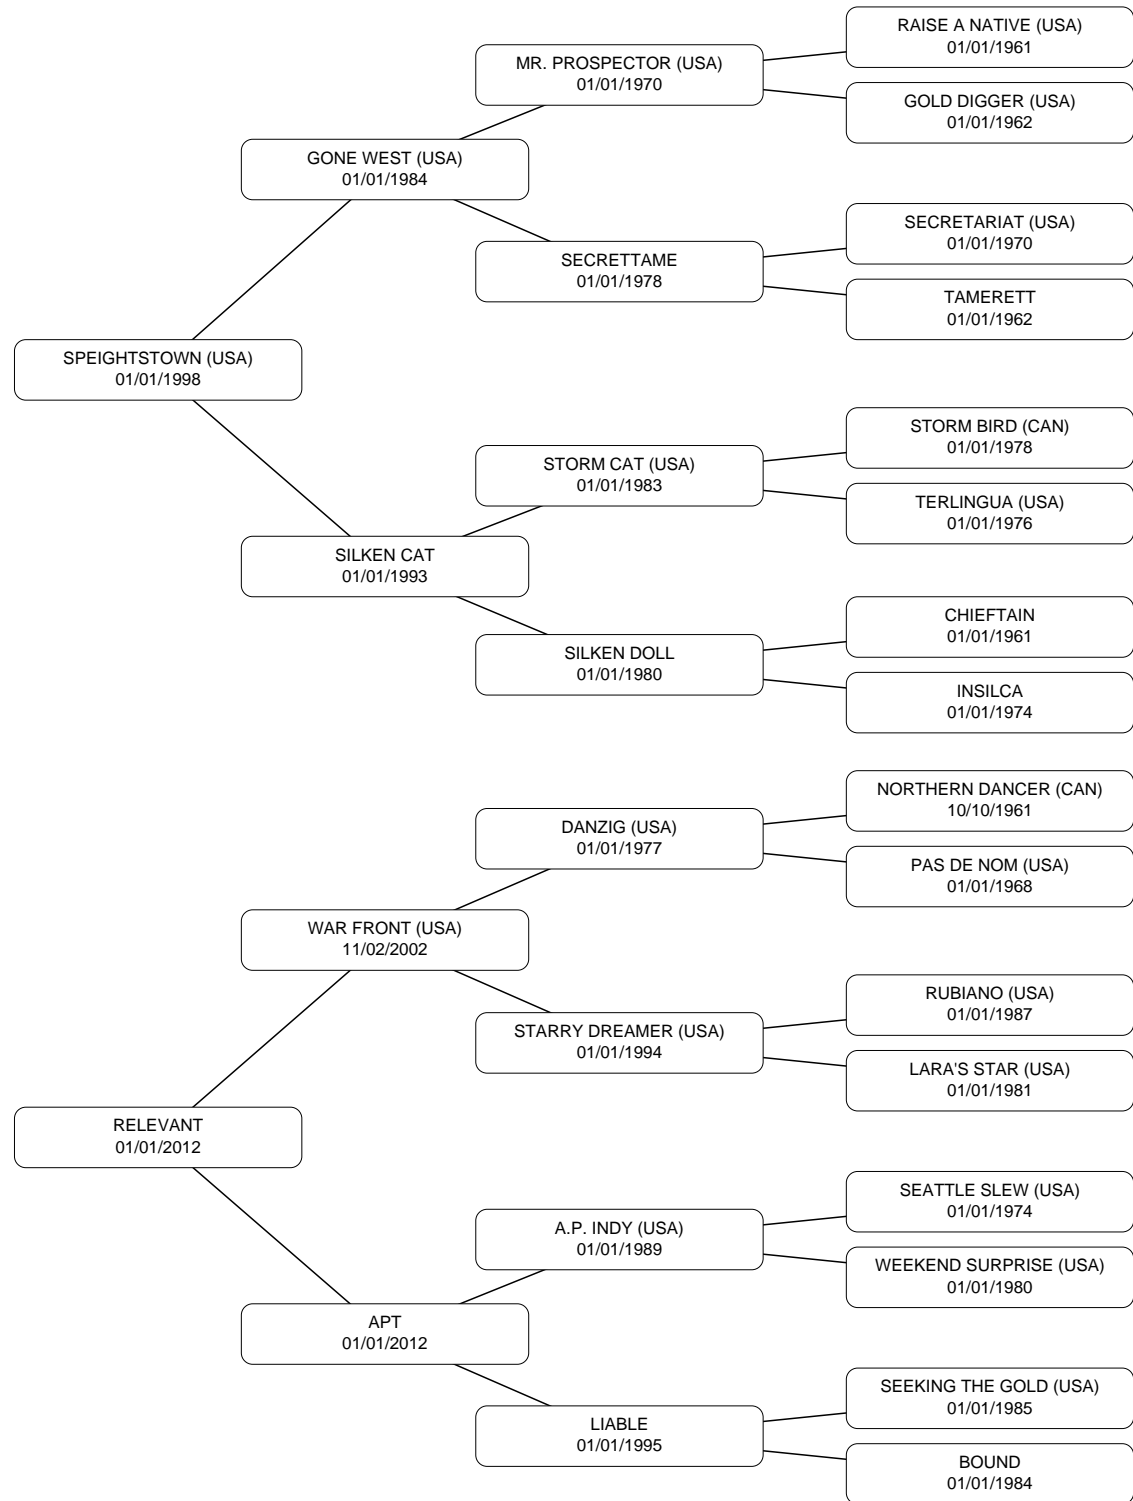 RAISE A NATIVE (USA)
01/01/1961
MR. PROSPECTOR (USA)
01/01/1970
GOLD DIGGER (USA)
01/01/1962
GONE WEST (USA)
01/01/1984
SECRETARIAT (USA)
01/01/1970
SECRETTAME
01/01/1978
TAMERETT
01/01/1962
SPEIGHTSTOWN (USA)
01/01/1998
STORM BIRD (CAN)
01/01/1978
STORM CAT (USA)
01/01/1983
TERLINGUA (USA)
01/01/1976
SILKEN CAT
01/01/1993
CHIEFTAIN
01/01/1961
SILKEN DOLL
01/01/1980
INSILCA
01/01/1974
NORTHERN DANCER (CAN)
10/10/1961
DANZIG (USA)
01/01/1977
PAS DE NOM (USA)
01/01/1968
WAR FRONT (USA)
11/02/2002
RUBIANO (USA)
01/01/1987
STARRY DREAMER (USA)
01/01/1994
LARA'S STAR (USA)
01/01/1981
RELEVANT
01/01/2012
SEATTLE SLEW (USA)
01/01/1974
A.P. INDY (USA)
01/01/1989
WEEKEND SURPRISE (USA)
01/01/1980
APT
01/01/2012
SEEKING THE GOLD (USA)
01/01/1985
LIABLE
01/01/1995
BOUND
01/01/1984